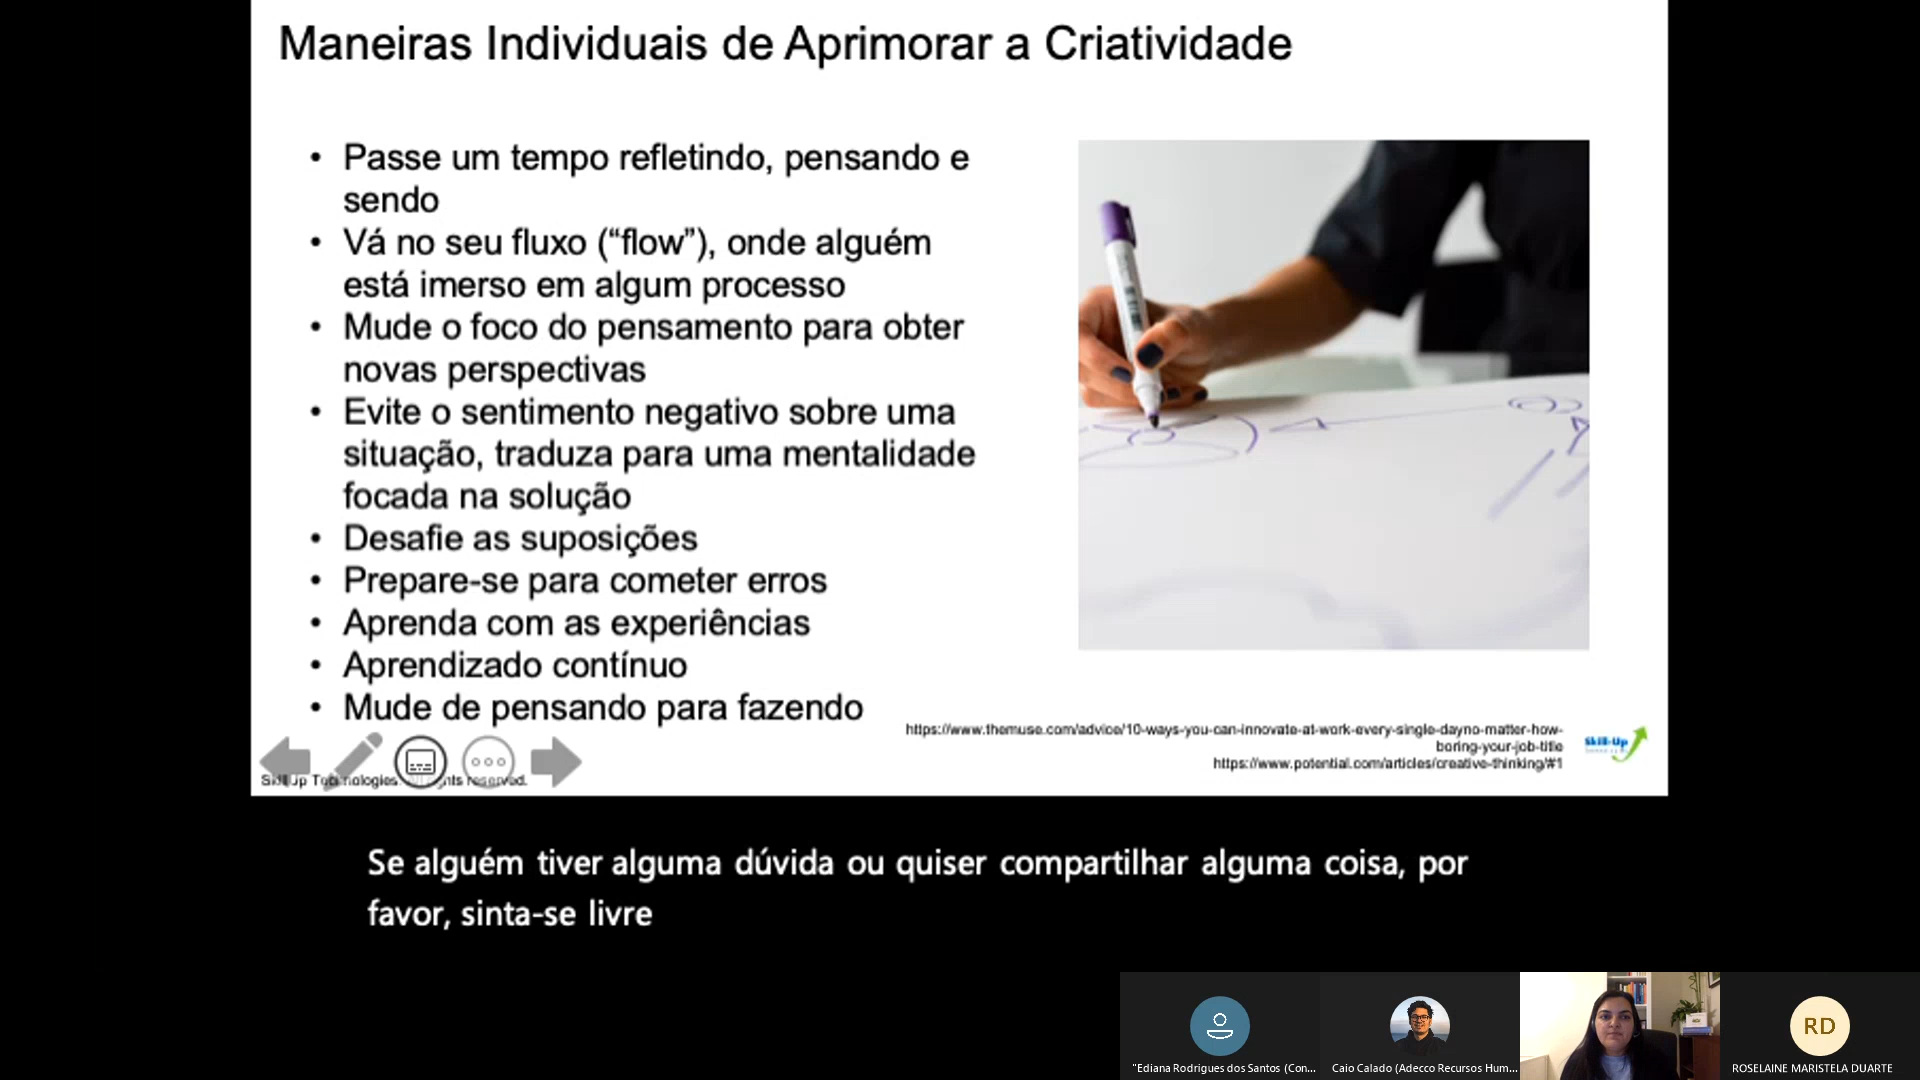 Maneiras Individuais de Aprimorar a Criatividade
• Passe um tempo refletindo, pensando e
sendo
• Vá no seu fluxo (“flow”), onde alguém
está imerso em algum processo
• Mude o foco do pensamento para obter
novas perspectivas
• Evite o sentimento negativo sobre uma
situação, traduza para uma mentalidade
focada na solução
• Desafie as suposições
• Prepare-se para cometer erros
• Aprenda com as experiências
• Aprendizado contínuo
• Mude de pensando para fazendo
https://www.themuse.com/advice/10-ways-you-can-innovate-at-work-every-single-dayno-matter-how-
boring-your-job-title
https://www.potential.com/articles/creative-thinking/#1
Skill-Up
reserved.
Se alguém tiver alguma dúvida ou quiser compartilhar alguma coisa, por
favor, sinta-se livre
"Ediana Rodrigues dos Santos (Con...
Caio Calado (Adecco Recursos Hum...
RD
ROSELAINE MARISTELA DUARTE